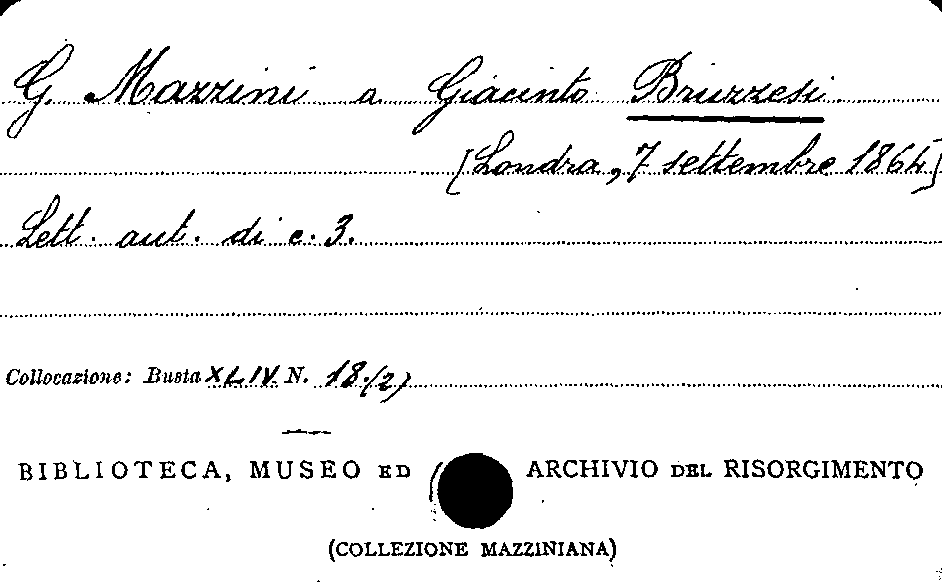 G. Mazzini a Giacinto Bruzzesi.
[Londra, 7 settembre 1864]
Lett. aut. di c. 3.
Collocazione: Busta XLIV N. 18.(2)
BIBLIOTECA, MUSEO ED ARCHIVIO DEL RISORGIMENTO
(COLLEZIONE MAZZINIANA)